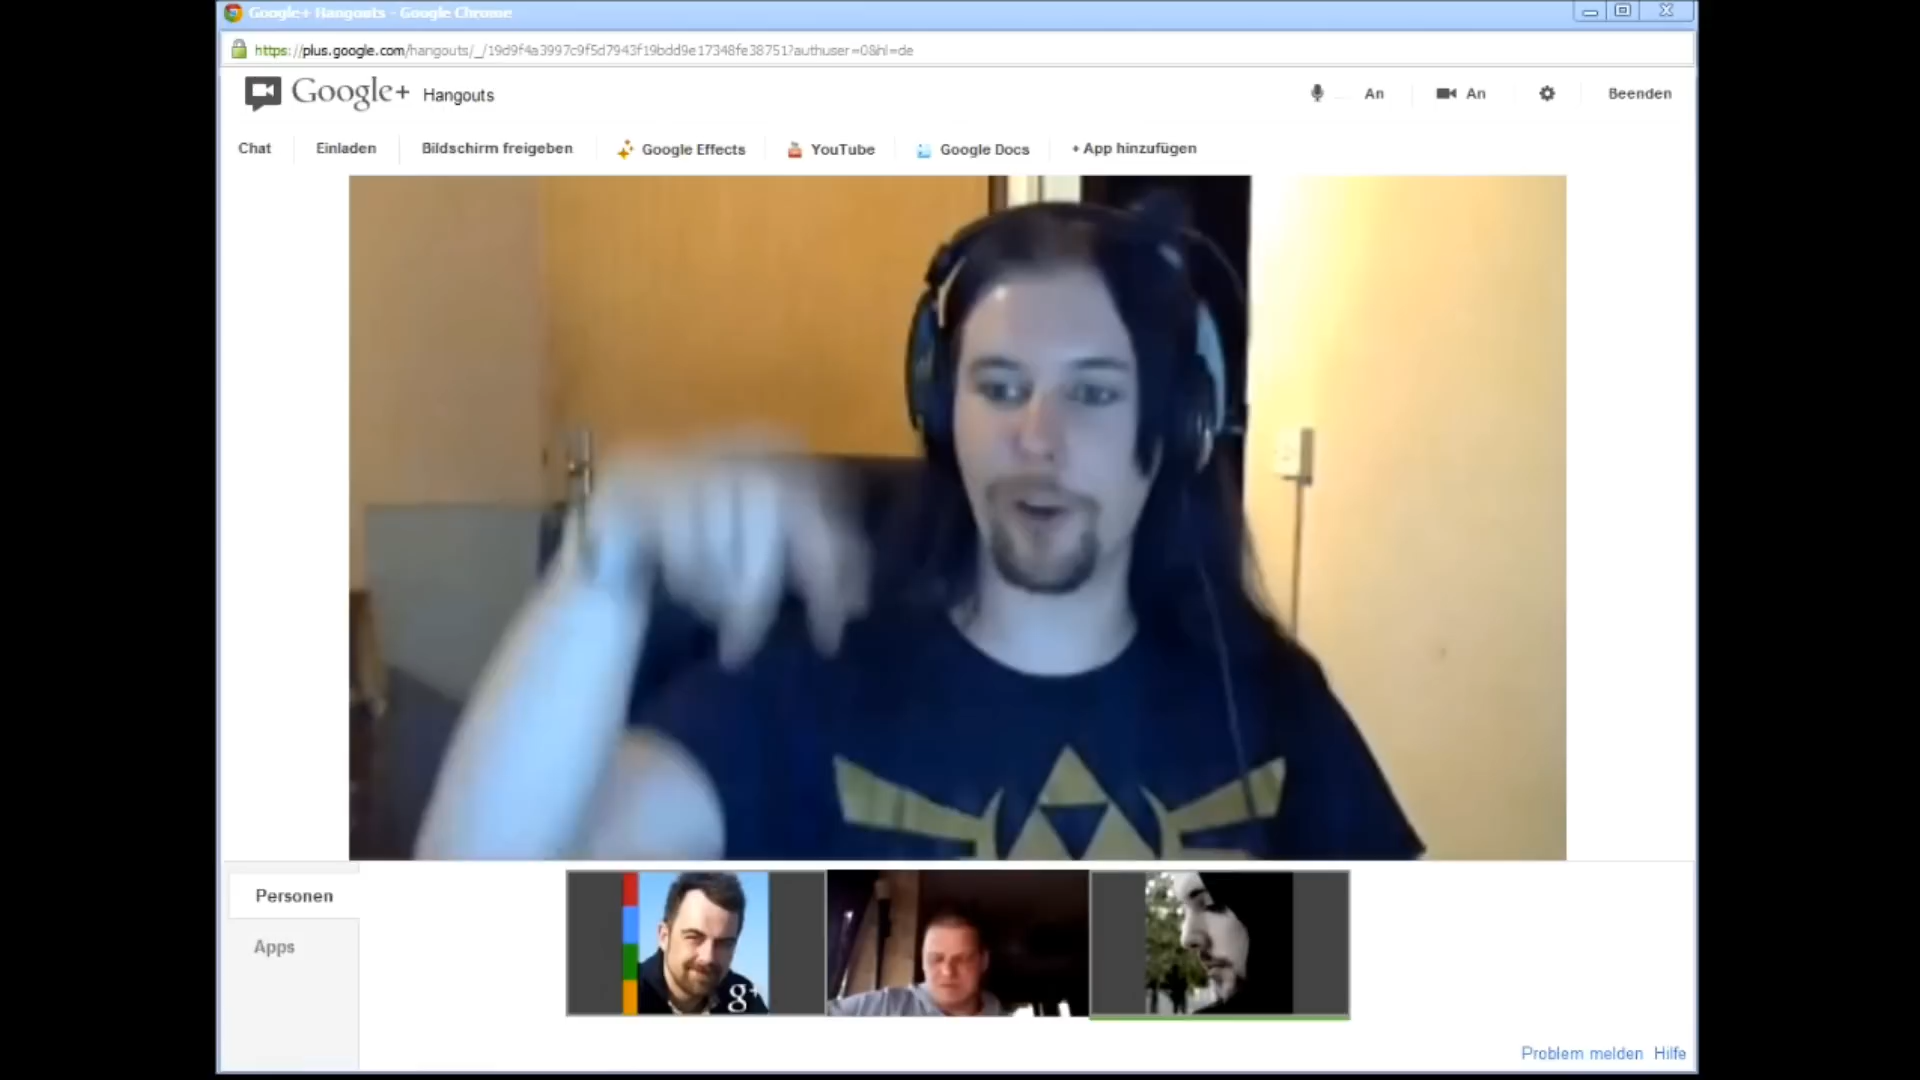 Google+ Hangouts - Google Chrome
https://plus.google.com/hangouts/_/19d9f4a3997c9f5d7943f19bdd9e17348fe38751?authuser=0&hl=de
Google+ Hangouts
An
An
Beenden
Chat
Einladen
Bildschirm freigeben
Google Effects
YouTube
Google Docs
+ App hinzufügen
Personen
Apps
g+
Problem melden
Hilfe